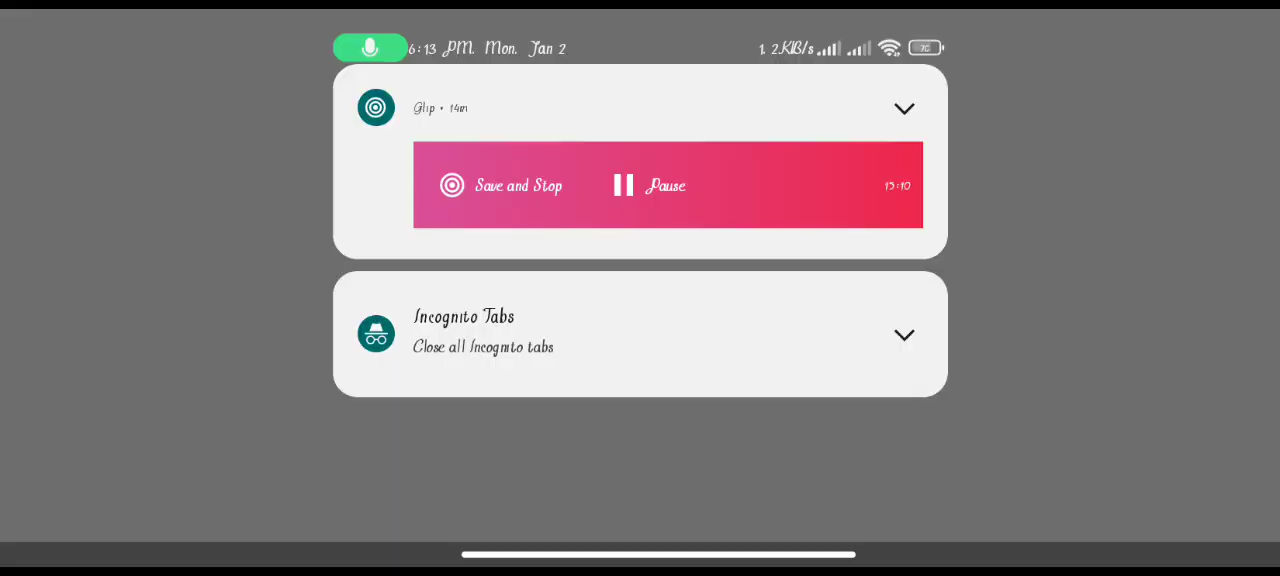 6:13 PM Mon, Jan 2 1.2KB/s 70
Glip • 14m
Save and Stop Pause 13:10
Incognito Tabs
Close all Incognito tabs